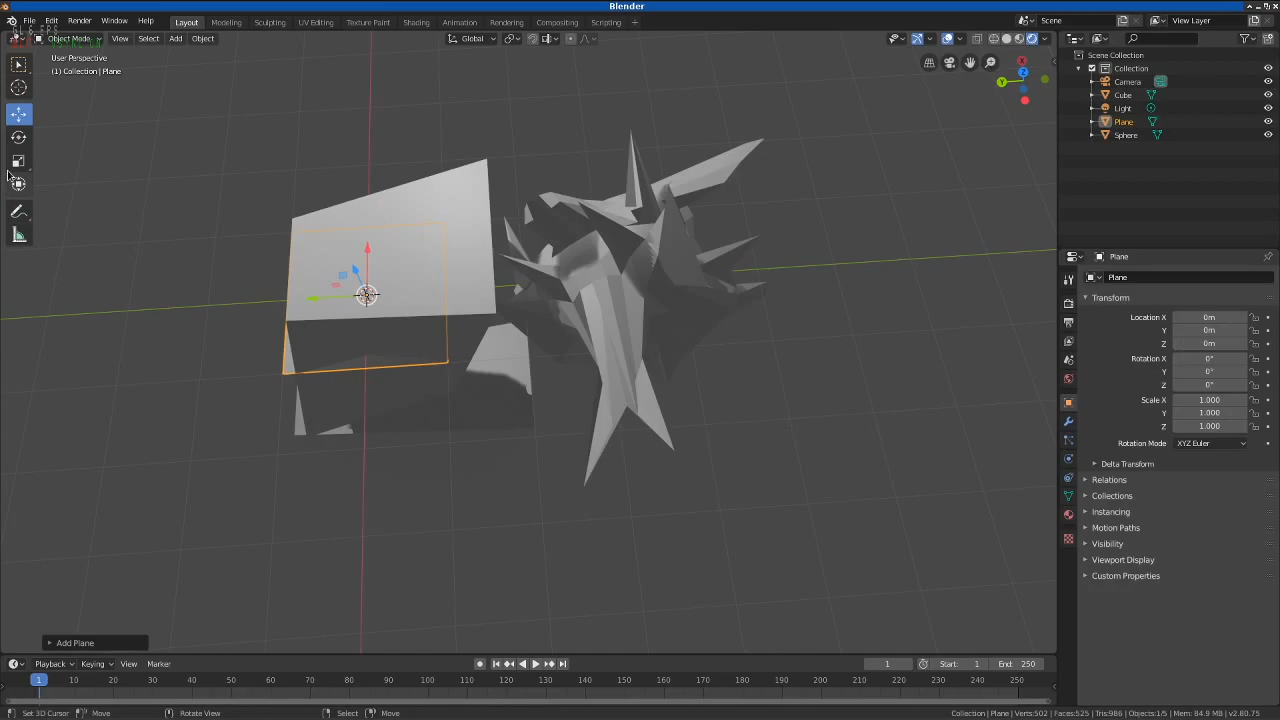 Blender
File Edit Render Window Help Layout Modeling Sculpting UV Editing Texture Paint Shading Animation Rendering Compositing Scripting + Scene View Layer
Object Mode View Select Add Object Global
User Perspective
(1) Collection | Plane
Z
Y
Scene Collection
Collection
Camera
Cube
Light
Plane
Sphere
Plane
Plane
Transform
Location X 0m
Y 0m
Z 0m
Rotation X 0°
Y 0°
Z 0°
Scale X 1.000
Y 1.000
Z 1.000
Rotation Mode XYZ Euler
Delta Transform
Relations
Collections
Instancing
Motion Paths
Visibility
Viewport Display
Custom Properties
Add Plane
Playback Keying View Marker 1 Start: 1 End: 250
1 10 20 30 40 50 60 70 80 90 100 110 120 130 140 150 160 170 180 190 200 210 220 230 240 250
Set 3D Cursor Move Rotate View Select Move Collection | Plane | Verts:502 | Faces:525 | Tris:986 | Objects:1/5 | Mem: 84.9 MB | v2.80.75